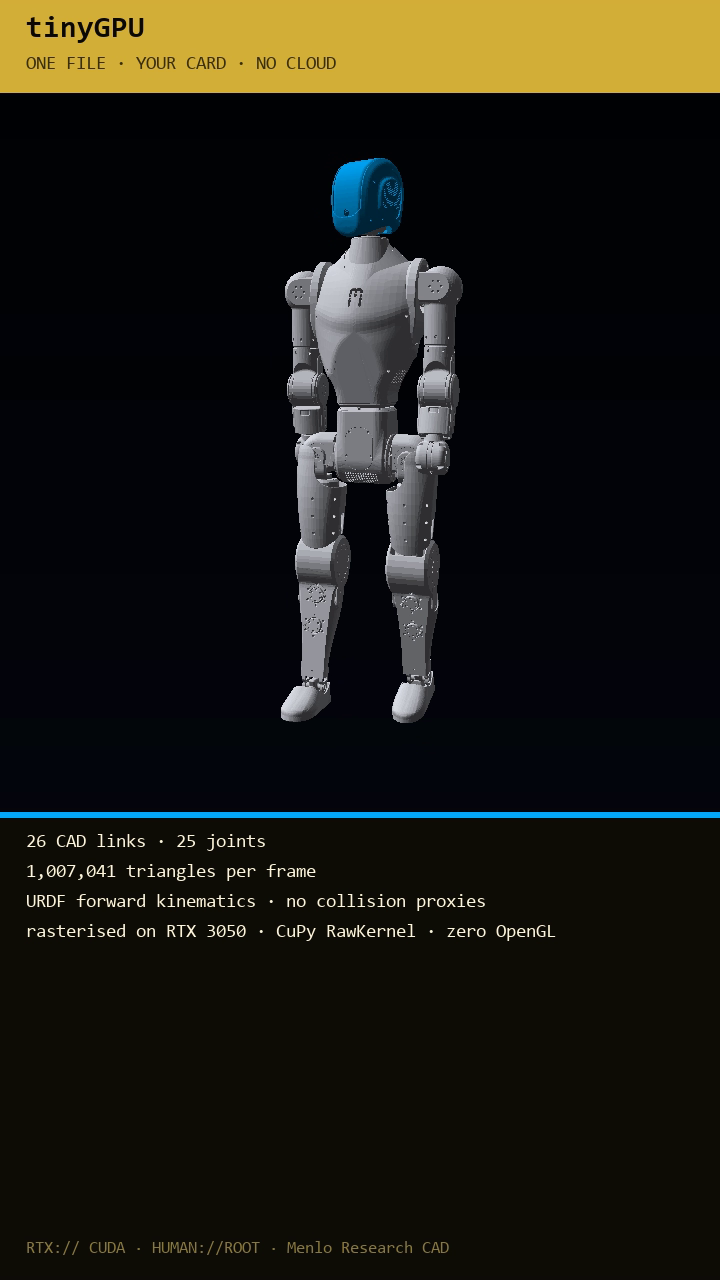 tinyGPU
ONE FILE · YOUR CARD · NO CLOUD
26 CAD links · 25 joints
1,007,041 triangles per frame
URDF forward kinematics · no collision proxies
rasterised on RTX 3050 · CuPy RawKernel · zero OpenGL
RTX:// CUDA · HUMAN://ROOT · Menlo Research CAD